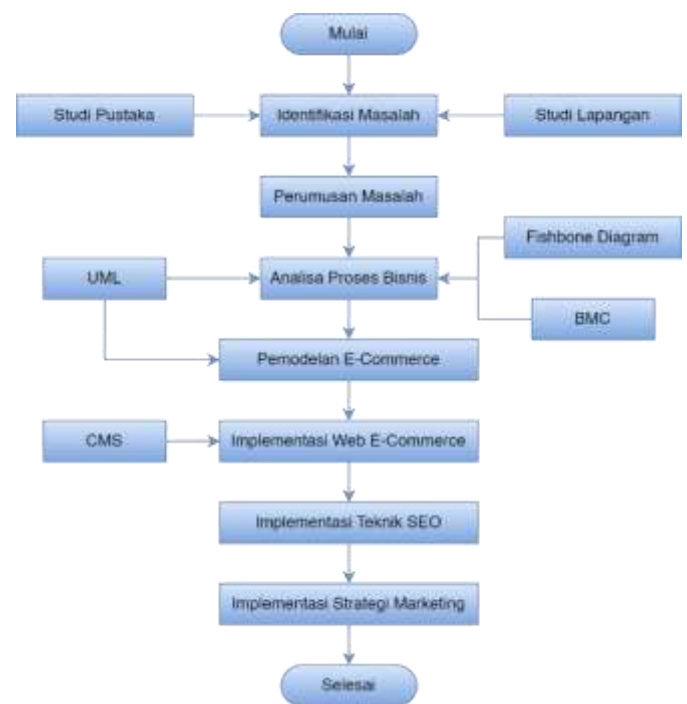 Mulai
Studi Pustaka
Identifikasi Masalah
Studi Lapangan
Perumusan Masalah
Fishbone Diagram
UML
Analisa Proses Bisnis
BMC
Pemodelan E-Commerce
CMS
Implementasi Web E-Commerce
Implementasi Teknik SEO
Implementasi Strategi Marketing
Selesai